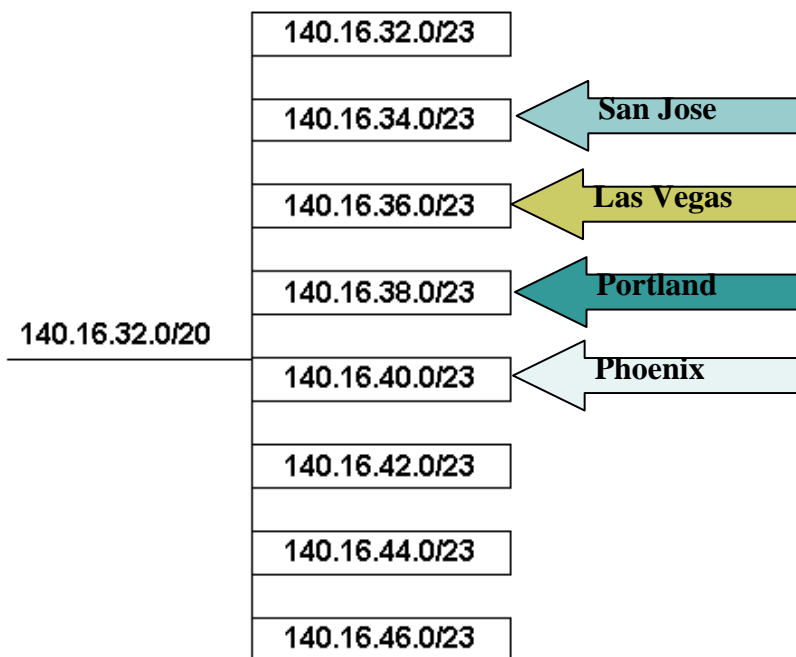 140.16.32.0/23
140.16.34.0/23 San Jose
140.16.36.0/23 Las Vegas
140.16.38.0/23 Portland
140.16.32.0/20
140.16.40.0/23 Phoenix
140.16.42.0/23
140.16.44.0/23
140.16.46.0/23